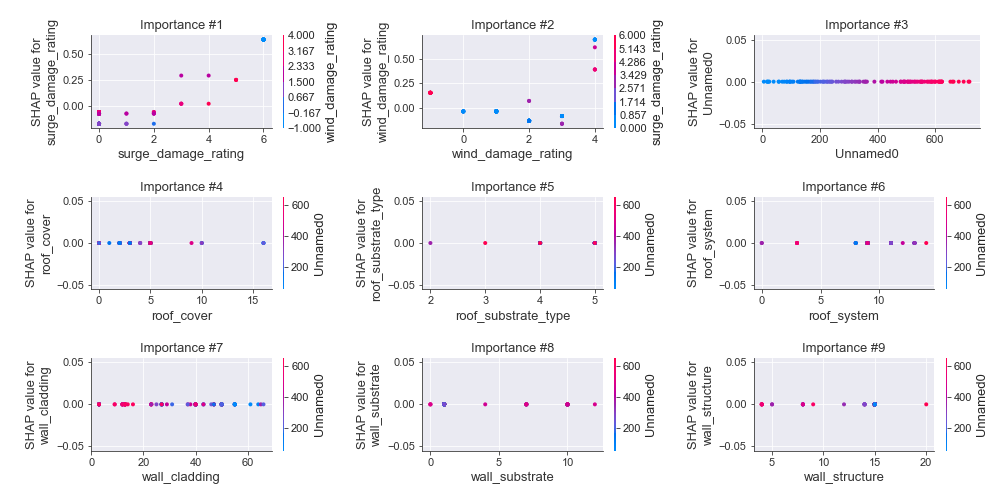 Importance #1
SHAP value for
surge_damage_rating
0.50
0.25
0.00
0
2
4
6
surge_damage_rating
4.000
3.167
2.333
1.500
0.667
−0.167
−1.000
wind_damage_rating
Importance #2
SHAP value for
wind_damage_rating
0.50
0.25
0.00
0
2
4
wind_damage_rating
6.000
5.143
4.286
3.429
2.571
1.714
0.857
0.000
surge_damage_rating
Importance #3
SHAP value for
Unnamed0
0.05
0.00
−0.05
0
200
400
600
Unnamed0
Importance #4
SHAP value for
roof_cover
0.05
0.00
−0.05
0
5
10
15
roof_cover
600
400
200
Unnamed0
Importance #5
SHAP value for
roof_substrate_type
0.05
0.00
−0.05
2
3
4
5
roof_substrate_type
600
400
200
Unnamed0
Importance #6
SHAP value for
roof_system
0.05
0.00
−0.05
0
10
roof_system
600
400
200
Unnamed0
Importance #7
SHAP value for
wall_cladding
0.05
0.00
−0.05
0
20
40
60
wall_cladding
600
400
200
Unnamed0
Importance #8
SHAP value for
wall_substrate
0.05
0.00
−0.05
0
5
10
wall_substrate
600
400
200
Unnamed0
Importance #9
SHAP value for
wall_structure
0.05
0.00
−0.05
5
10
15
20
wall_structure
600
400
200
Unnamed0